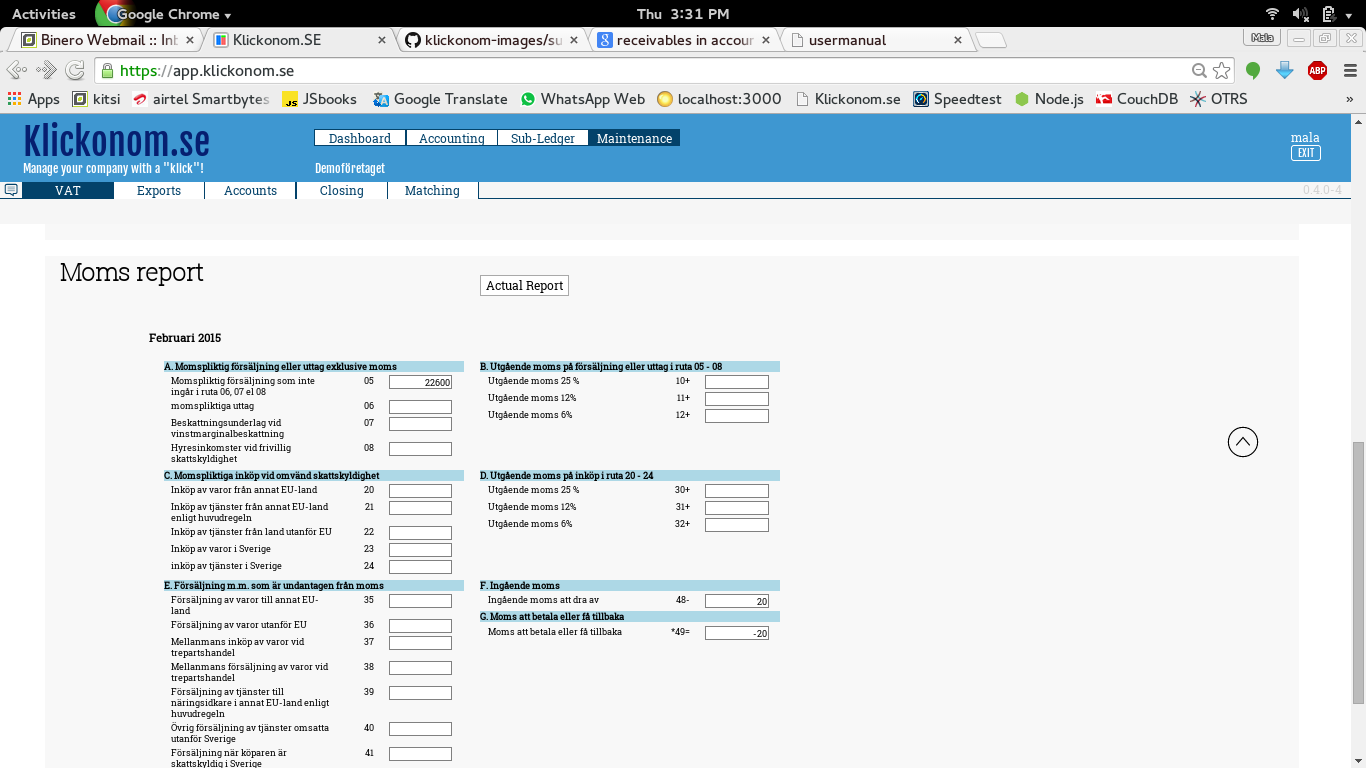 Activities
Google Chrome
Thu 3:31 PM
Binero Webmail :: Inb
Klickonom.SE
klickonom-images/su
receivables in accour
usermanual
Mala
https://app.klickonom.se
ABP
Apps
kitsi
airtel Smartbytes
JS
JSbooks
Google Translate
WhatsApp Web
localhost:3000
Klickonom.se
Speedtest
Node.js
CouchDB
OTRS
»
Klickonom.se
Manage your company with a "klick"!
Dashboard
Accounting
Sub-Ledger
Maintenance
Demoföretaget
mala
EXIT
VAT
Exports
Accounts
Closing
Matching
0.4.0-4
Moms report
Actual Report
Februari 2015
A. Momspliktig försäljning eller uttag exklusive moms
Momspliktig försäljning som inte
ingår i ruta 06, 07 el 08
05
22600
momspliktiga uttag
06
Beskattningsunderlag vid
vinstmarginalbeskattning
07
Hyresinkomster vid frivillig
skattskyldighet
08
B. Utgående moms på försäljning eller uttag i ruta 05 - 08
Utgående moms 25 %
10+
Utgående moms 12%
11+
Utgående moms 6%
12+
C. Momspliktiga inköp vid omvänd skattskyldighet
Inköp av varor från annat EU-land
20
Inköp av tjänster från annat EU-land
enligt huvudregeln
21
Inköp av tjänster från land utanför EU
22
Inköp av varor i Sverige
23
inköp av tjänster i Sverige
24
D. Utgående moms på inköp i ruta 20 - 24
Utgående moms 25 %
30+
Utgående moms 12%
31+
Utgående moms 6%
32+
E. Försäljning m.m. som är undantagen från moms
Försäljning av varor till annat EU-
land
35
Försäljning av varor utanför EU
36
Mellanmans inköp av varor vid
trepartshandel
37
Mellanmans försäljning av varor vid
trepartshandel
38
Försäljning av tjänster till
näringsidkare i annat EU-land enligt
huvudregeln
39
Övrig försäljning av tjänster omsatta
utanför Sverige
40
Försäljning när köparen är
skattskyldig i Sverige
41
F. Ingående moms
Ingående moms att dra av
48-
20
G. Moms att betala eller få tillbaka
Moms att betala eller få tillbaka
*49=
-20